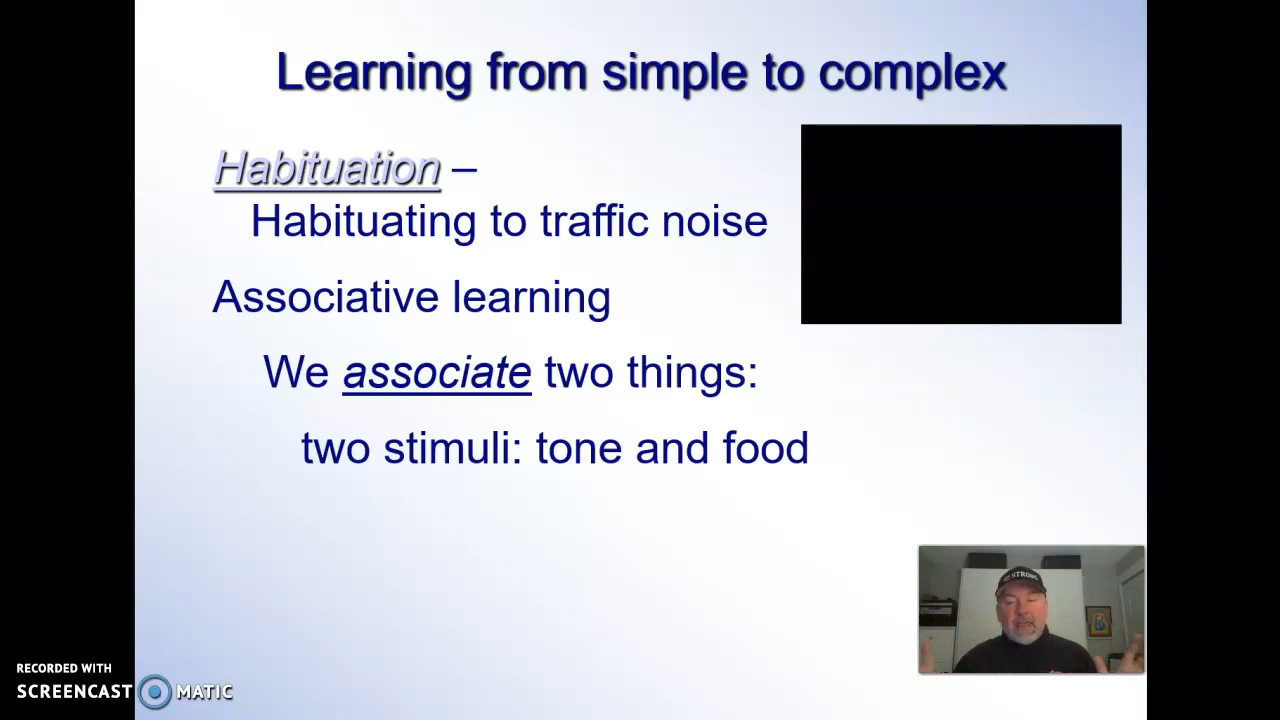 Learning from simple to complex
Habituation –
Habituating to traffic noise
Associative learning
We associate two things:
two stimuli: tone and food
STRONG
RECORDED WITH
SCREENCAST MATIC